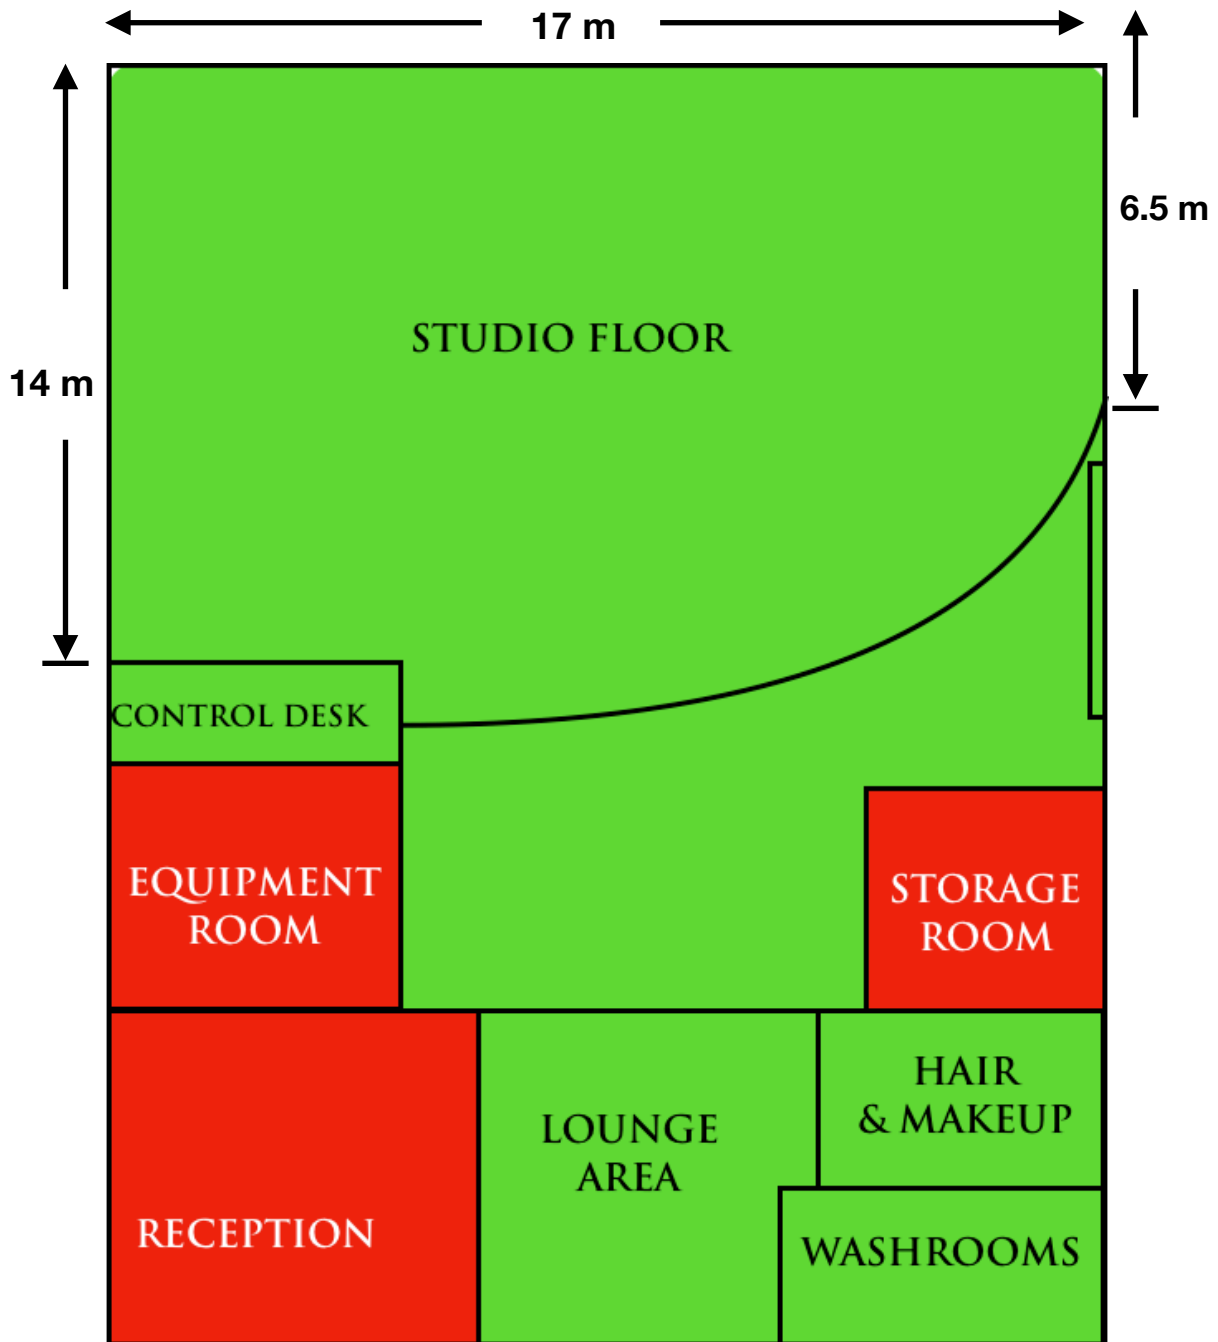 17 m
6.5 m
STUDIO FLOOR
14 m
CONTROL DESK
EQUIPMENT
ROOM
STORAGE
ROOM
HAIR
& MAKEUP
LOUNGE
AREA
RECEPTION
WASHROOMS